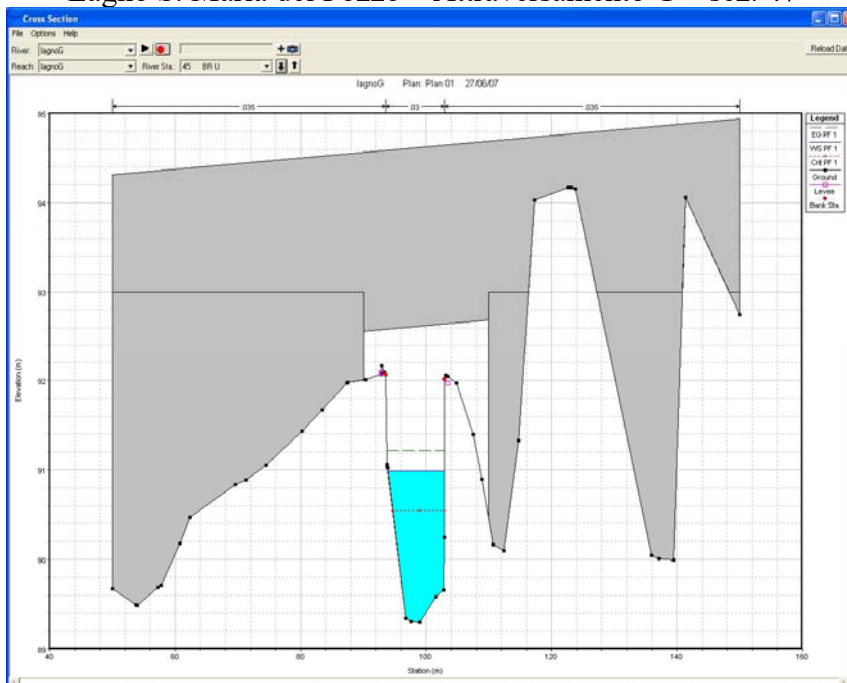 Cross Section
File Options Help
River: lagnoG
Reload Dat
Reach: lagnoG River Sta.: 45 BR U
lagnoG Plan: Plan 01 27/06/07
.035 .03 .035
Legend
EG PF 1
WS PF 1
Crit PF 1
Ground
Levee
Bank Sta
95
94
93
92
91
90
89
Elevation (m)
40 60 80 100 120 140 160
Station (m)